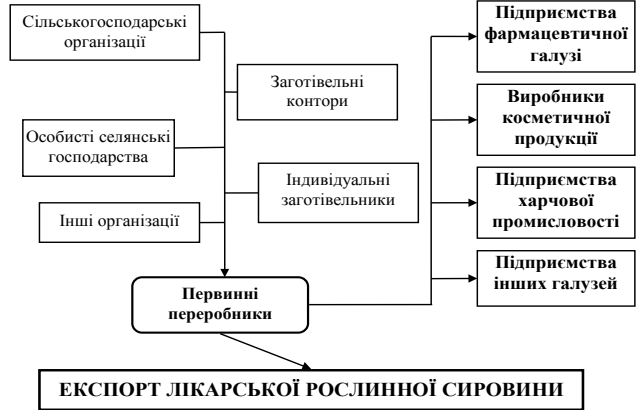 Сільськогосподарські
організації
Заготівельні
контори
Особисті селянські
господарства
Індивідуальні
заготівельники
Інші організації
Первинні
переробники
Підприємства
фармацевтичної
галузі
Виробники
косметичної
продукції
Підприємства
харчової
промисловості
Підприємства
інших галузей
ЕКСПОРТ ЛІКАРСЬКОЇ РОСЛИННОЇ СИРОВИНИ